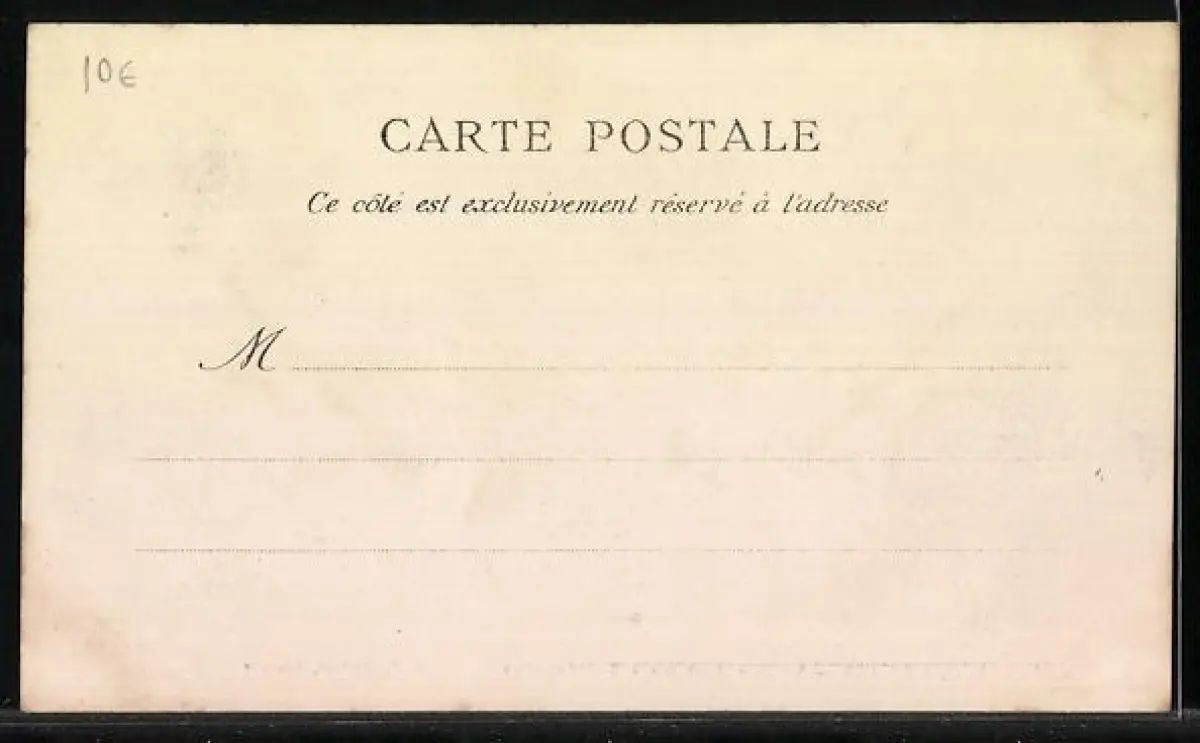 10€
CARTE POSTALE
Ce côté est exclusivement réservé à l'adresse
M